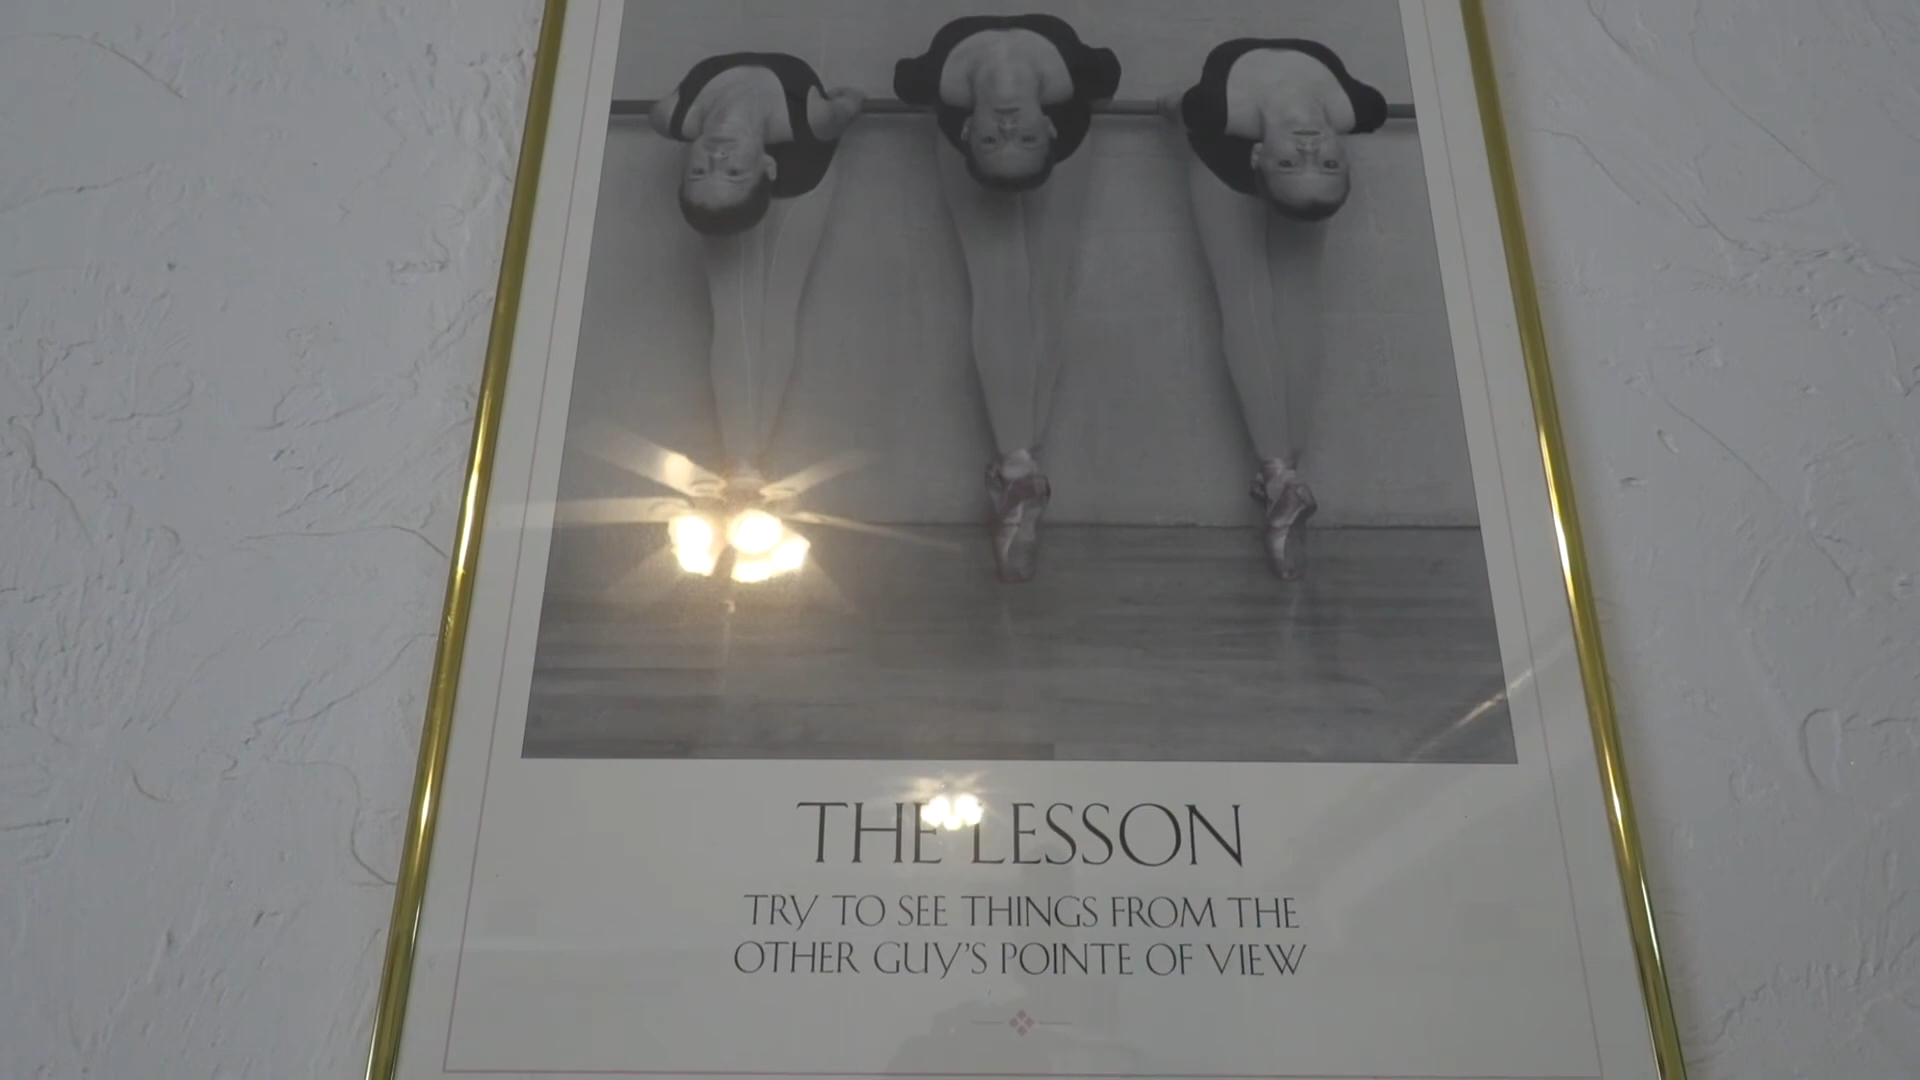 THE LESSON
TRY TO SEE THINGS FROM THE
OTHER GUY'S POINTE OF VIEW